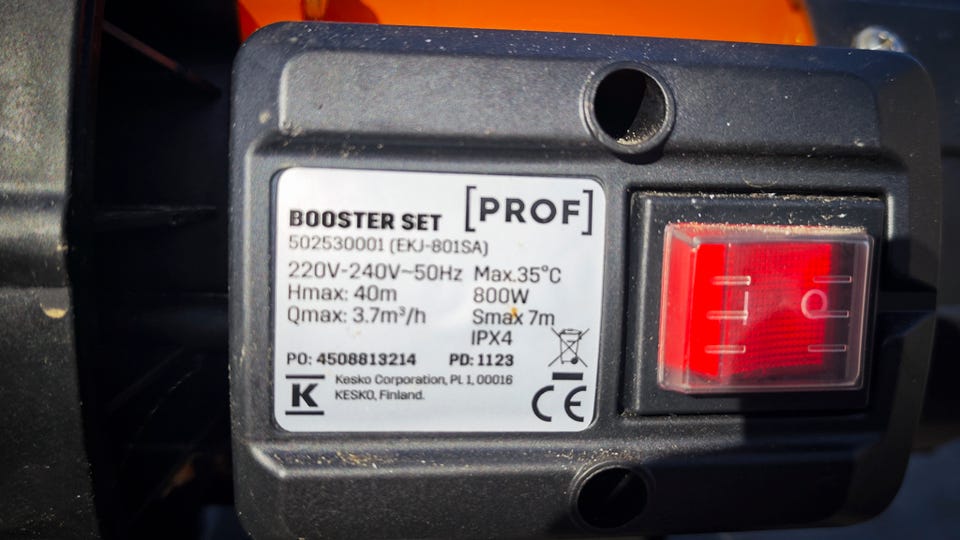 [PROF]
BOOSTER SET
502530001 (EKJ-801SA)
220V-240V~50Hz Max.35°C
Hmax: 40m 800W
Qmax: 3.7m³/h Smax 7m
IPX4
PO: 4508813214 PD: 1123
K Kesko Corporation, PL 1, 00016
KESKO, Finland.
CE